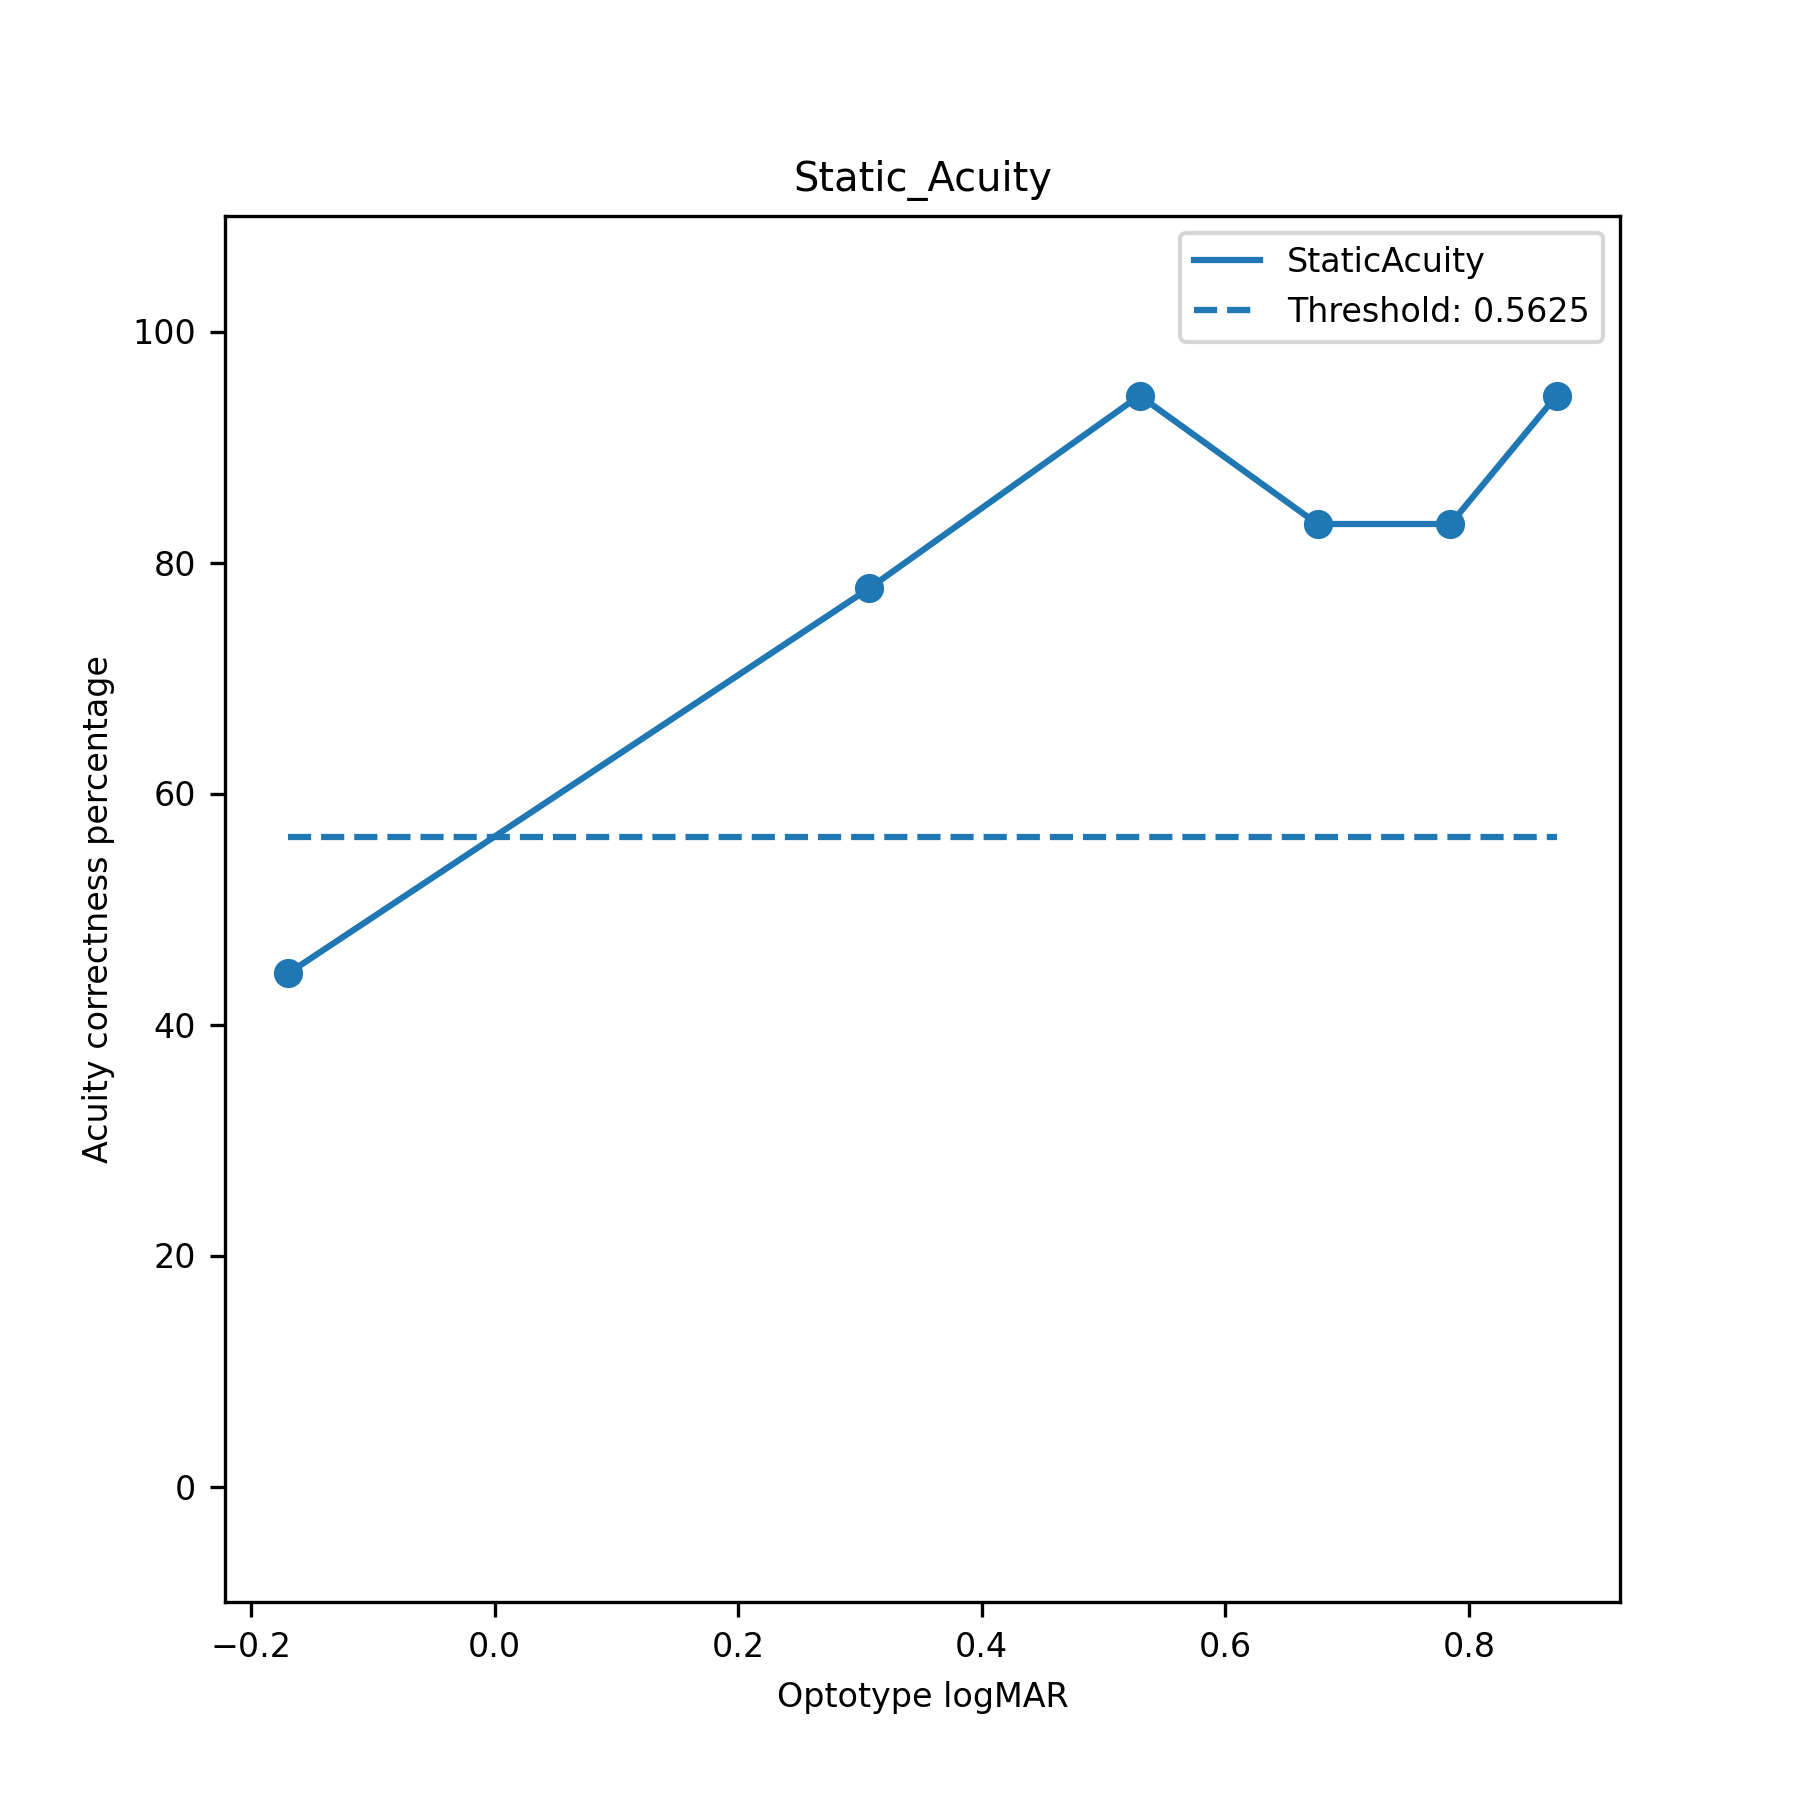 Static_Acuity
StaticAcuity
Threshold: 0.5625
100
80
60
40
20
0
Acuity correctness percentage
−0.2 0.0 0.2 0.4 0.6 0.8
Optotype logMAR